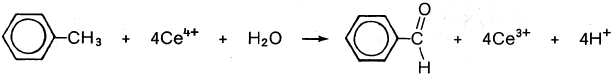 CH₃ + 4Ce⁴⁺ + H₂O → C O H + 4Ce³⁺ + 4H⁺